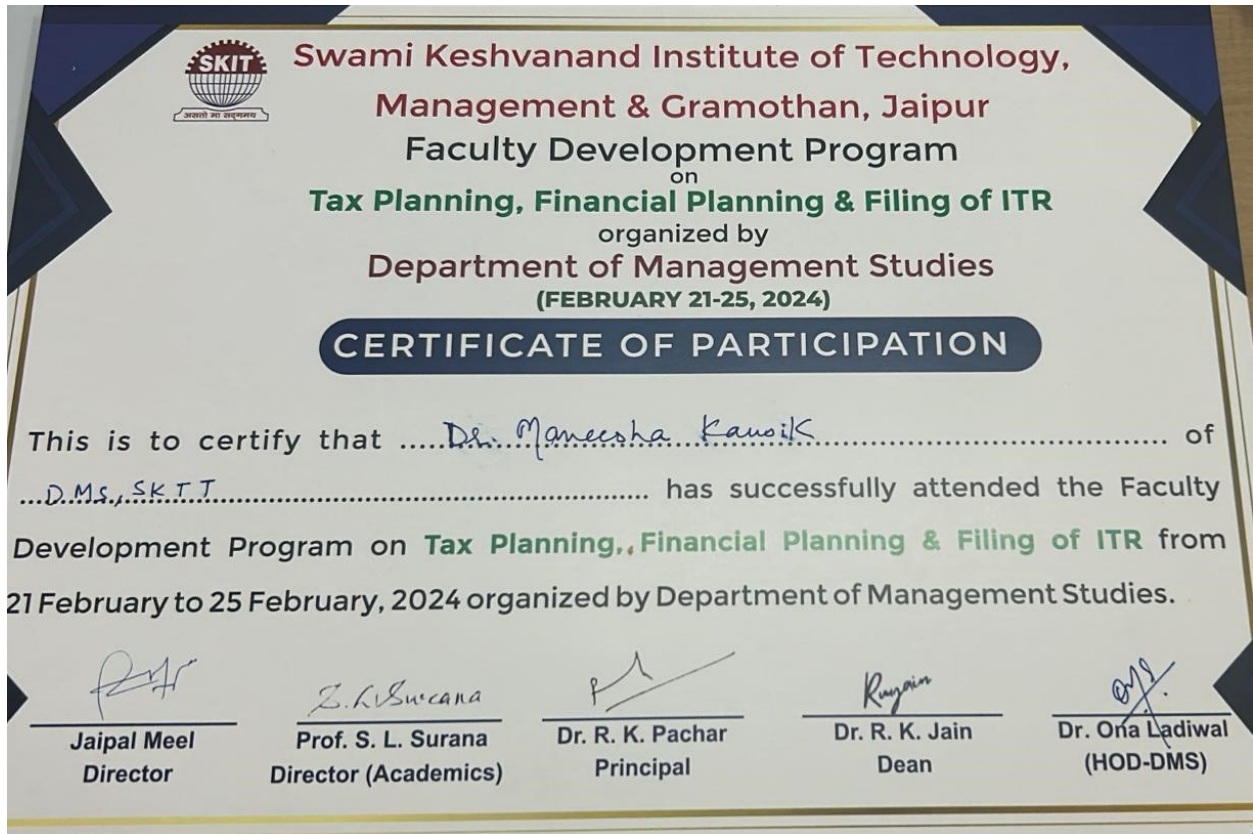 SKIT
असतो मा सद्गमय
Swami Keshvanand Institute of Technology,
Management & Gramothan, Jaipur
Faculty Development Program
on
Tax Planning, Financial Planning & Filing of ITR
organized by
Department of Management Studies
(FEBRUARY 21-25, 2024)
CERTIFICATE OF PARTICIPATION
This is to certify that .....Dr. Maneesha Kausik..... of
...DMS, SKIT..... has successfully attended the Faculty
Development Program on Tax Planning, Financial Planning & Filing of ITR from
21 February to 25 February, 2024 organized by Department of Management Studies.
S. L. Surana
Jaipal Meel Prof. S. L. Surana Dr. R. K. Pachar Dr. R. K. Jain Dr. Ona Ladiwal
Director Director (Academics) Principal Dean (HOD-DMS)